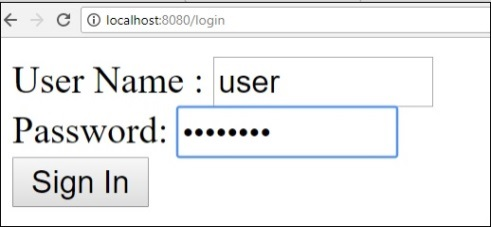 localhost:8080/login
User Name : user
Password: ••••••••
Sign In